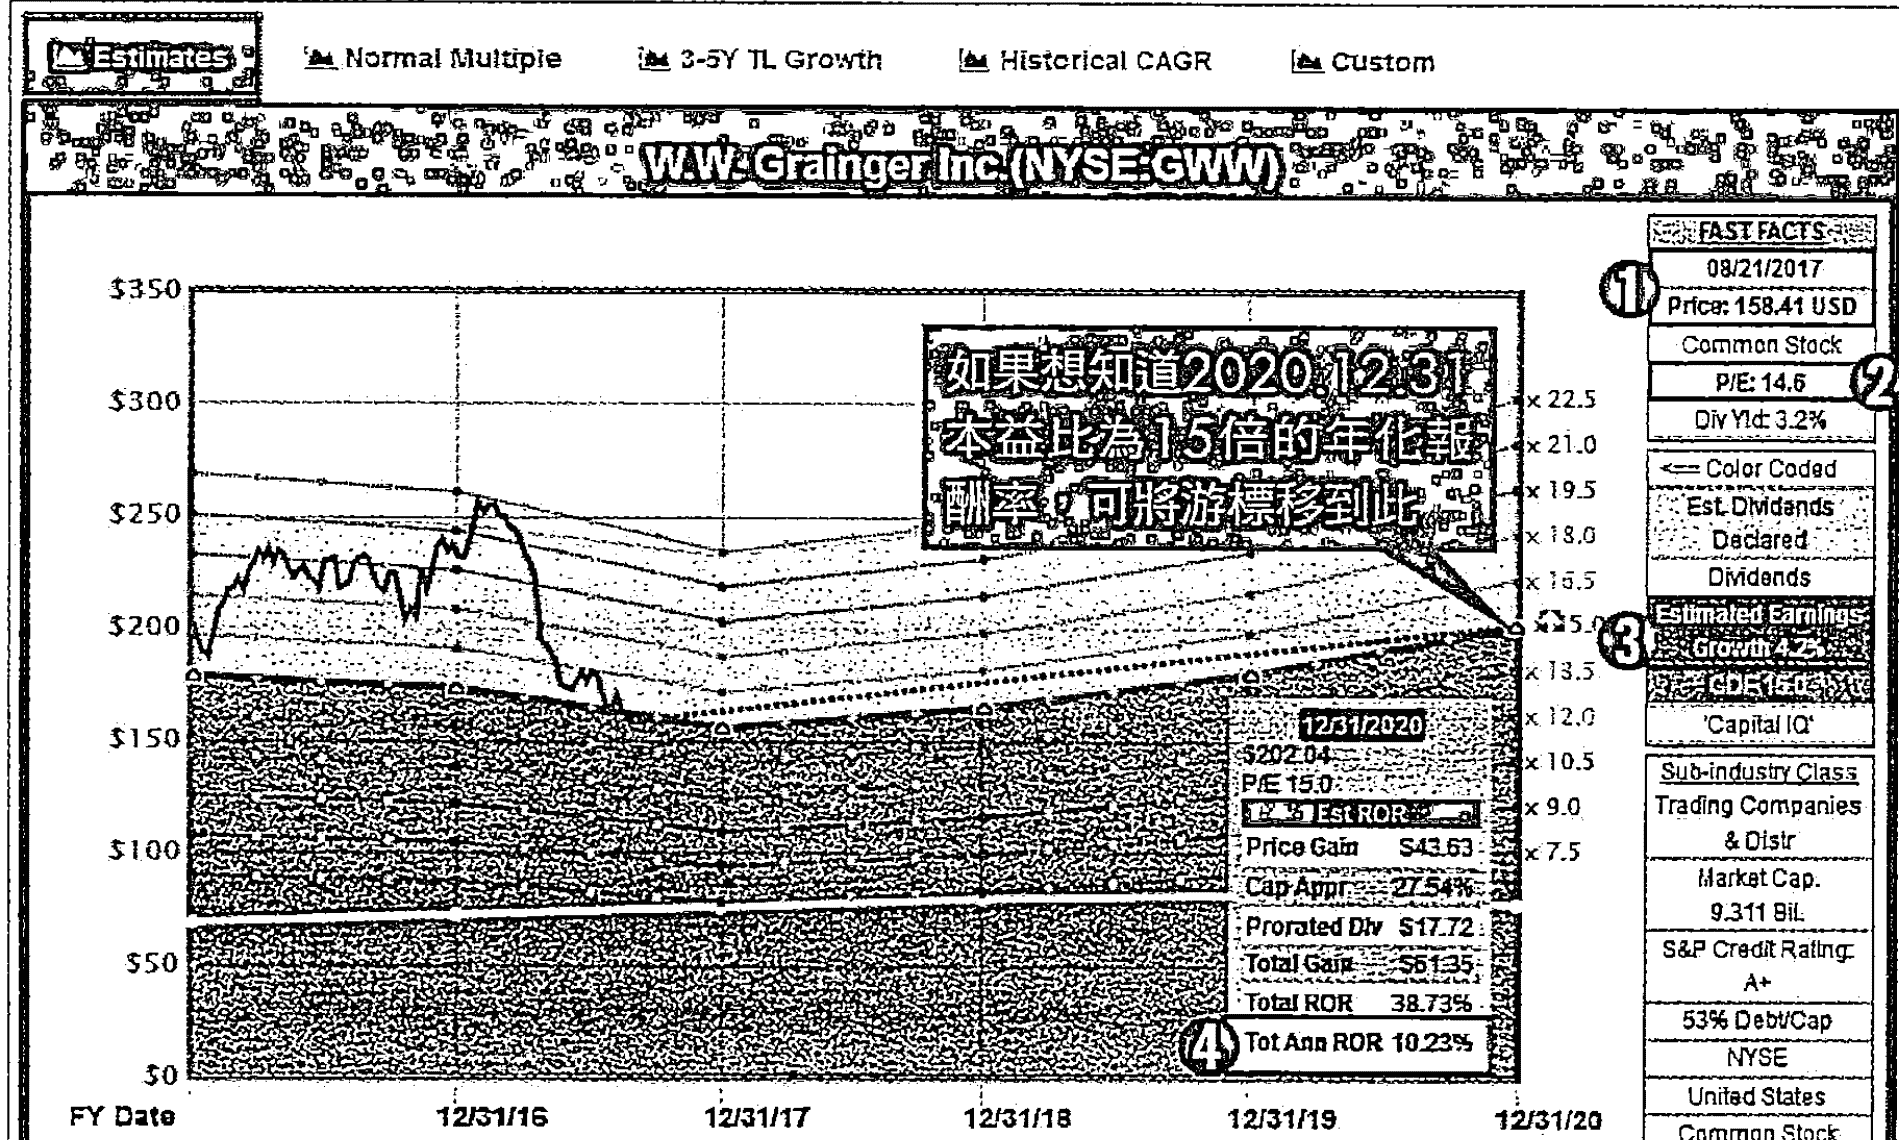 Estimates Normal Multiple 3-5Y TL Growth Historical CAGR Custom
W.W. Grainger Inc.(NYSE:GWW)
$350
$300
$250
$200
$150
$100
$50
$0
如果想知道2020.12.31
本益比為15倍的年化報
酬率，可將游標移到此
x 22.5
x 21.0
x 19.5
x 18.0
x 16.5
x 13.5
x 12.0
x 10.5
x 9.0
x 7.5
12/31/2020
$202.04
P/E 15.0
Est ROR
Price Gain $43.63
Cap Appr 27.54%
Prorated Div $17.72
Total Gain $61.35
Total ROR 38.73%
4 Tot Ann ROR 10.23%
FY Date 12/31/16 12/31/17 12/31/18 12/31/19 12/31/20
FAST FACTS
1
08/21/2017
Price: 158.41 USD
Common Stock
P/E: 14.6 2
Div Yld: 3.2%
<== Color Coded
Est. Dividends
Declared
Dividends
3
Estimated Earnings
Growth 4.2%
'Capital IQ'
Sub-industry Class
Trading Companies
& Distr
Market Cap.
9.311 Bil.
S&P Credit Rating:
A+
53% Debt/Cap
NYSE
United States
Common Stock